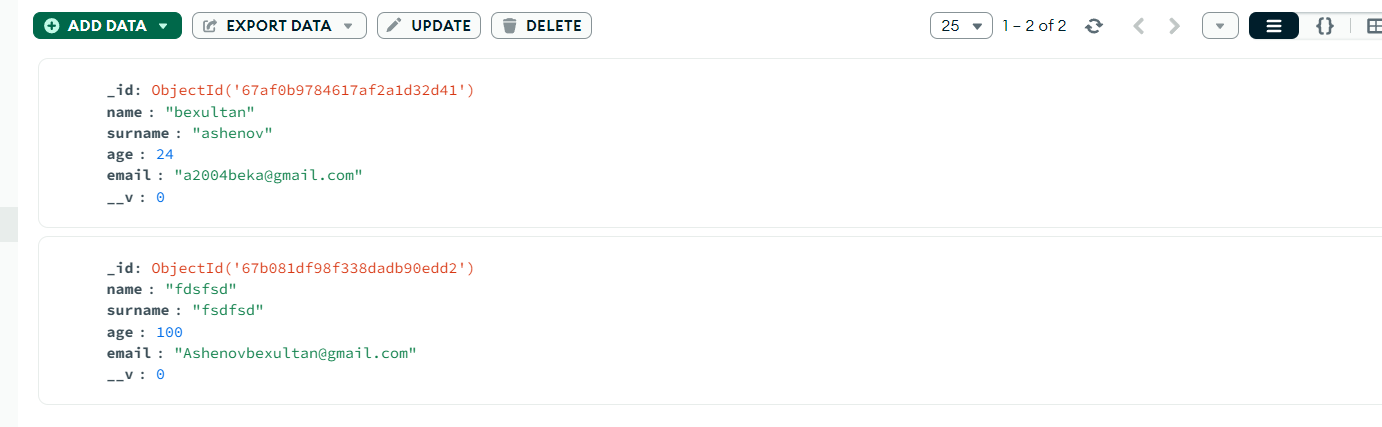 ADD DATA EXPORT DATA UPDATE DELETE 25 1 – 2 of 2 {}
_id: ObjectId('67af0b9784617af2a1d32d41')
name : "bexultan"
surname : "ashenov"
age : 24
email : "a2004beka@gmail.com"
__v : 0
_id: ObjectId('67b081df98f338dadb90edd2')
name : "fdsfsd"
surname : "fsdfsd"
age : 100
email : "Ashenovbexultan@gmail.com"
__v : 0